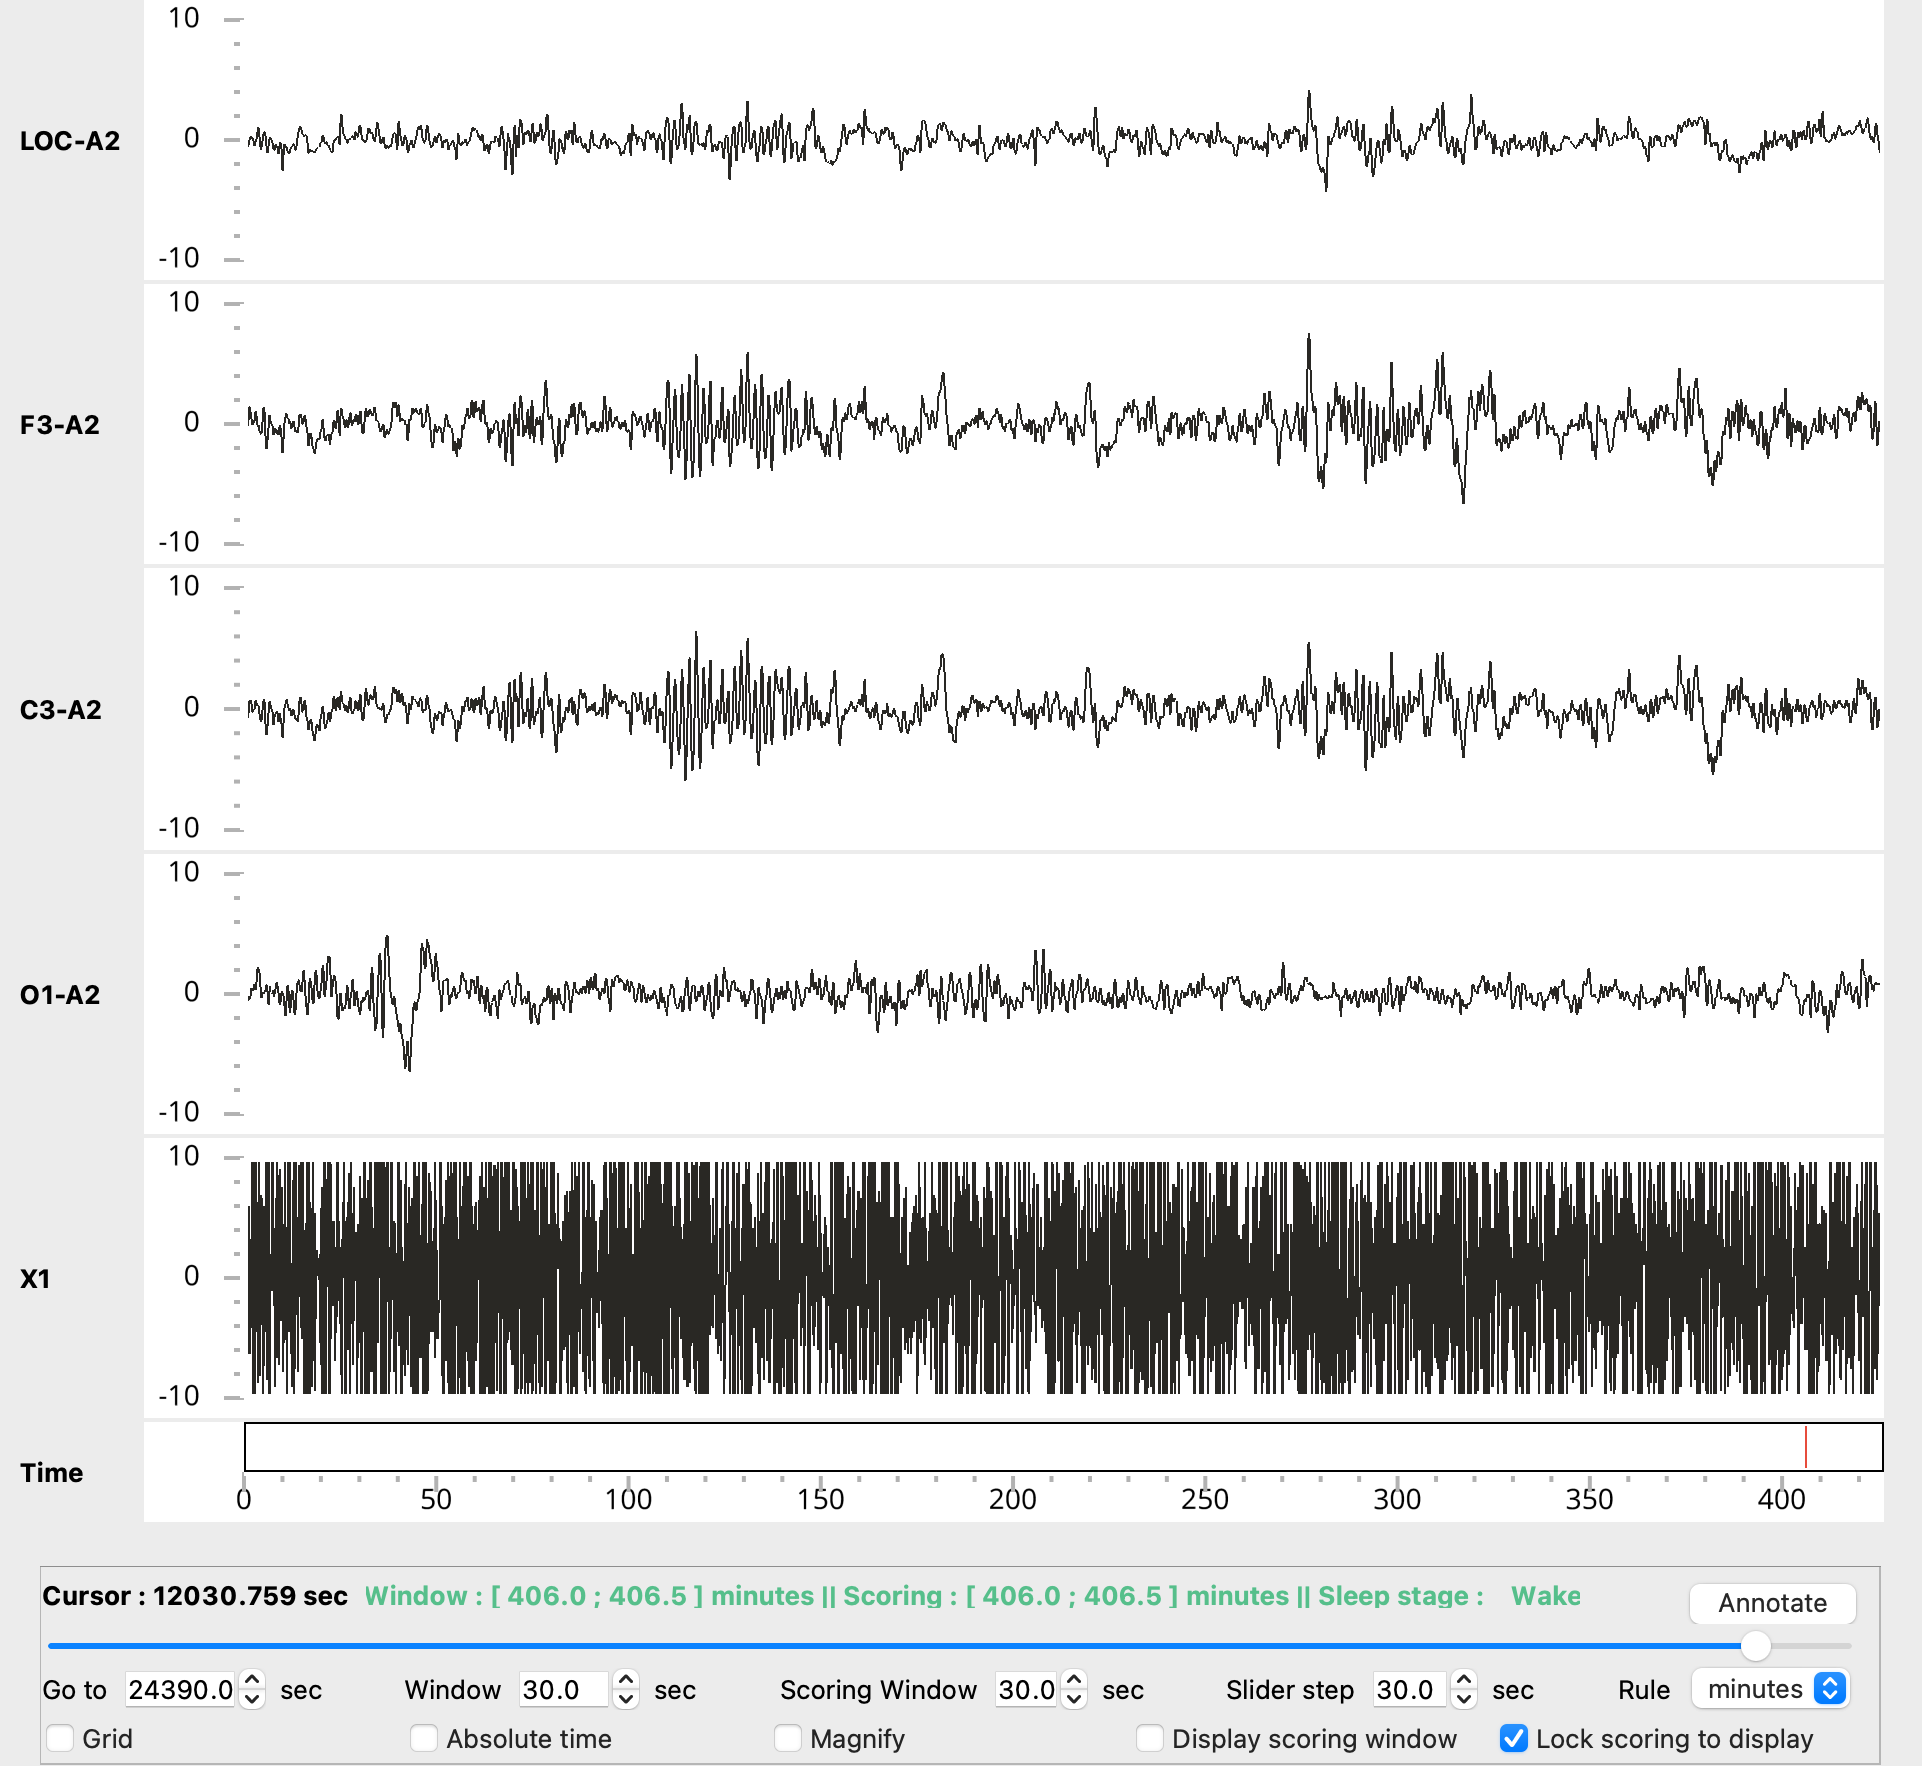 10
LOC-A2 0
-10
10
F3-A2 0
-10
10
C3-A2 0
-10
10
O1-A2 0
-10
10
X1 0
-10
Time
0 50 100 150 200 250 300 350 400
Cursor : 12030.759 sec Window : [ 406.0 ; 406.5 ] minutes || Scoring : [ 406.0 ; 406.5 ] minutes || Sleep stage : Wake Annotate
Go to 24390.0 sec Window 30.0 sec Scoring Window 30.0 sec Slider step 30.0 sec Rule minutes
Grid Absolute time Magnify Display scoring window Lock scoring to display